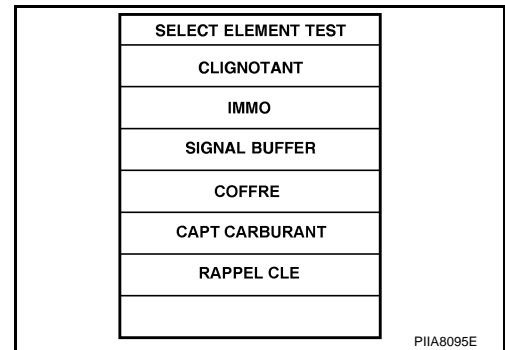 SELECT ELEMENT TEST
CLIGNOTANT
IMMO
SIGNAL BUFFER
COFFRE
CAPT CARBURANT
RAPPEL CLE
PIIA8095E